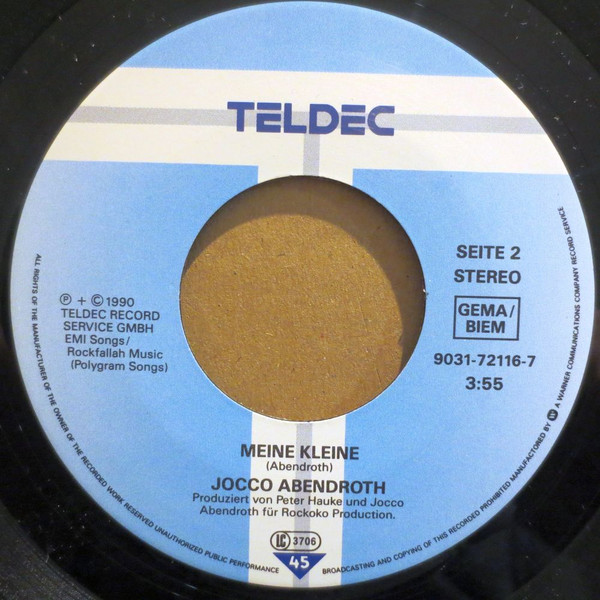 TELDEC
SEITE 2
STEREO
GEMA/
BIEM
9031-72116-7
3:55
℗ + © 1990
TELDEC RECORD
SERVICE GMBH
EMI Songs/
Rockfallah Music
(Polygram Songs)
MEINE KLEINE
(Abendroth)
JOCCO ABENDROTH
Produziert von Peter Hauke und Jocco
Abendroth für Rockoko Production.
LC 3706
45
ALL RIGHTS OF THE MANUFACTURER OF THE OWNER OF THE RECORDED WORK RESERVED UNAUTHORIZED PUBLIC PERFORMANCE BROADCASTING AND COPYING OF THIS RECORD PROHIBITED MANUFACTURED BY W A WARNER COMMUNICATIONS COMPANY RECORD SERVICE